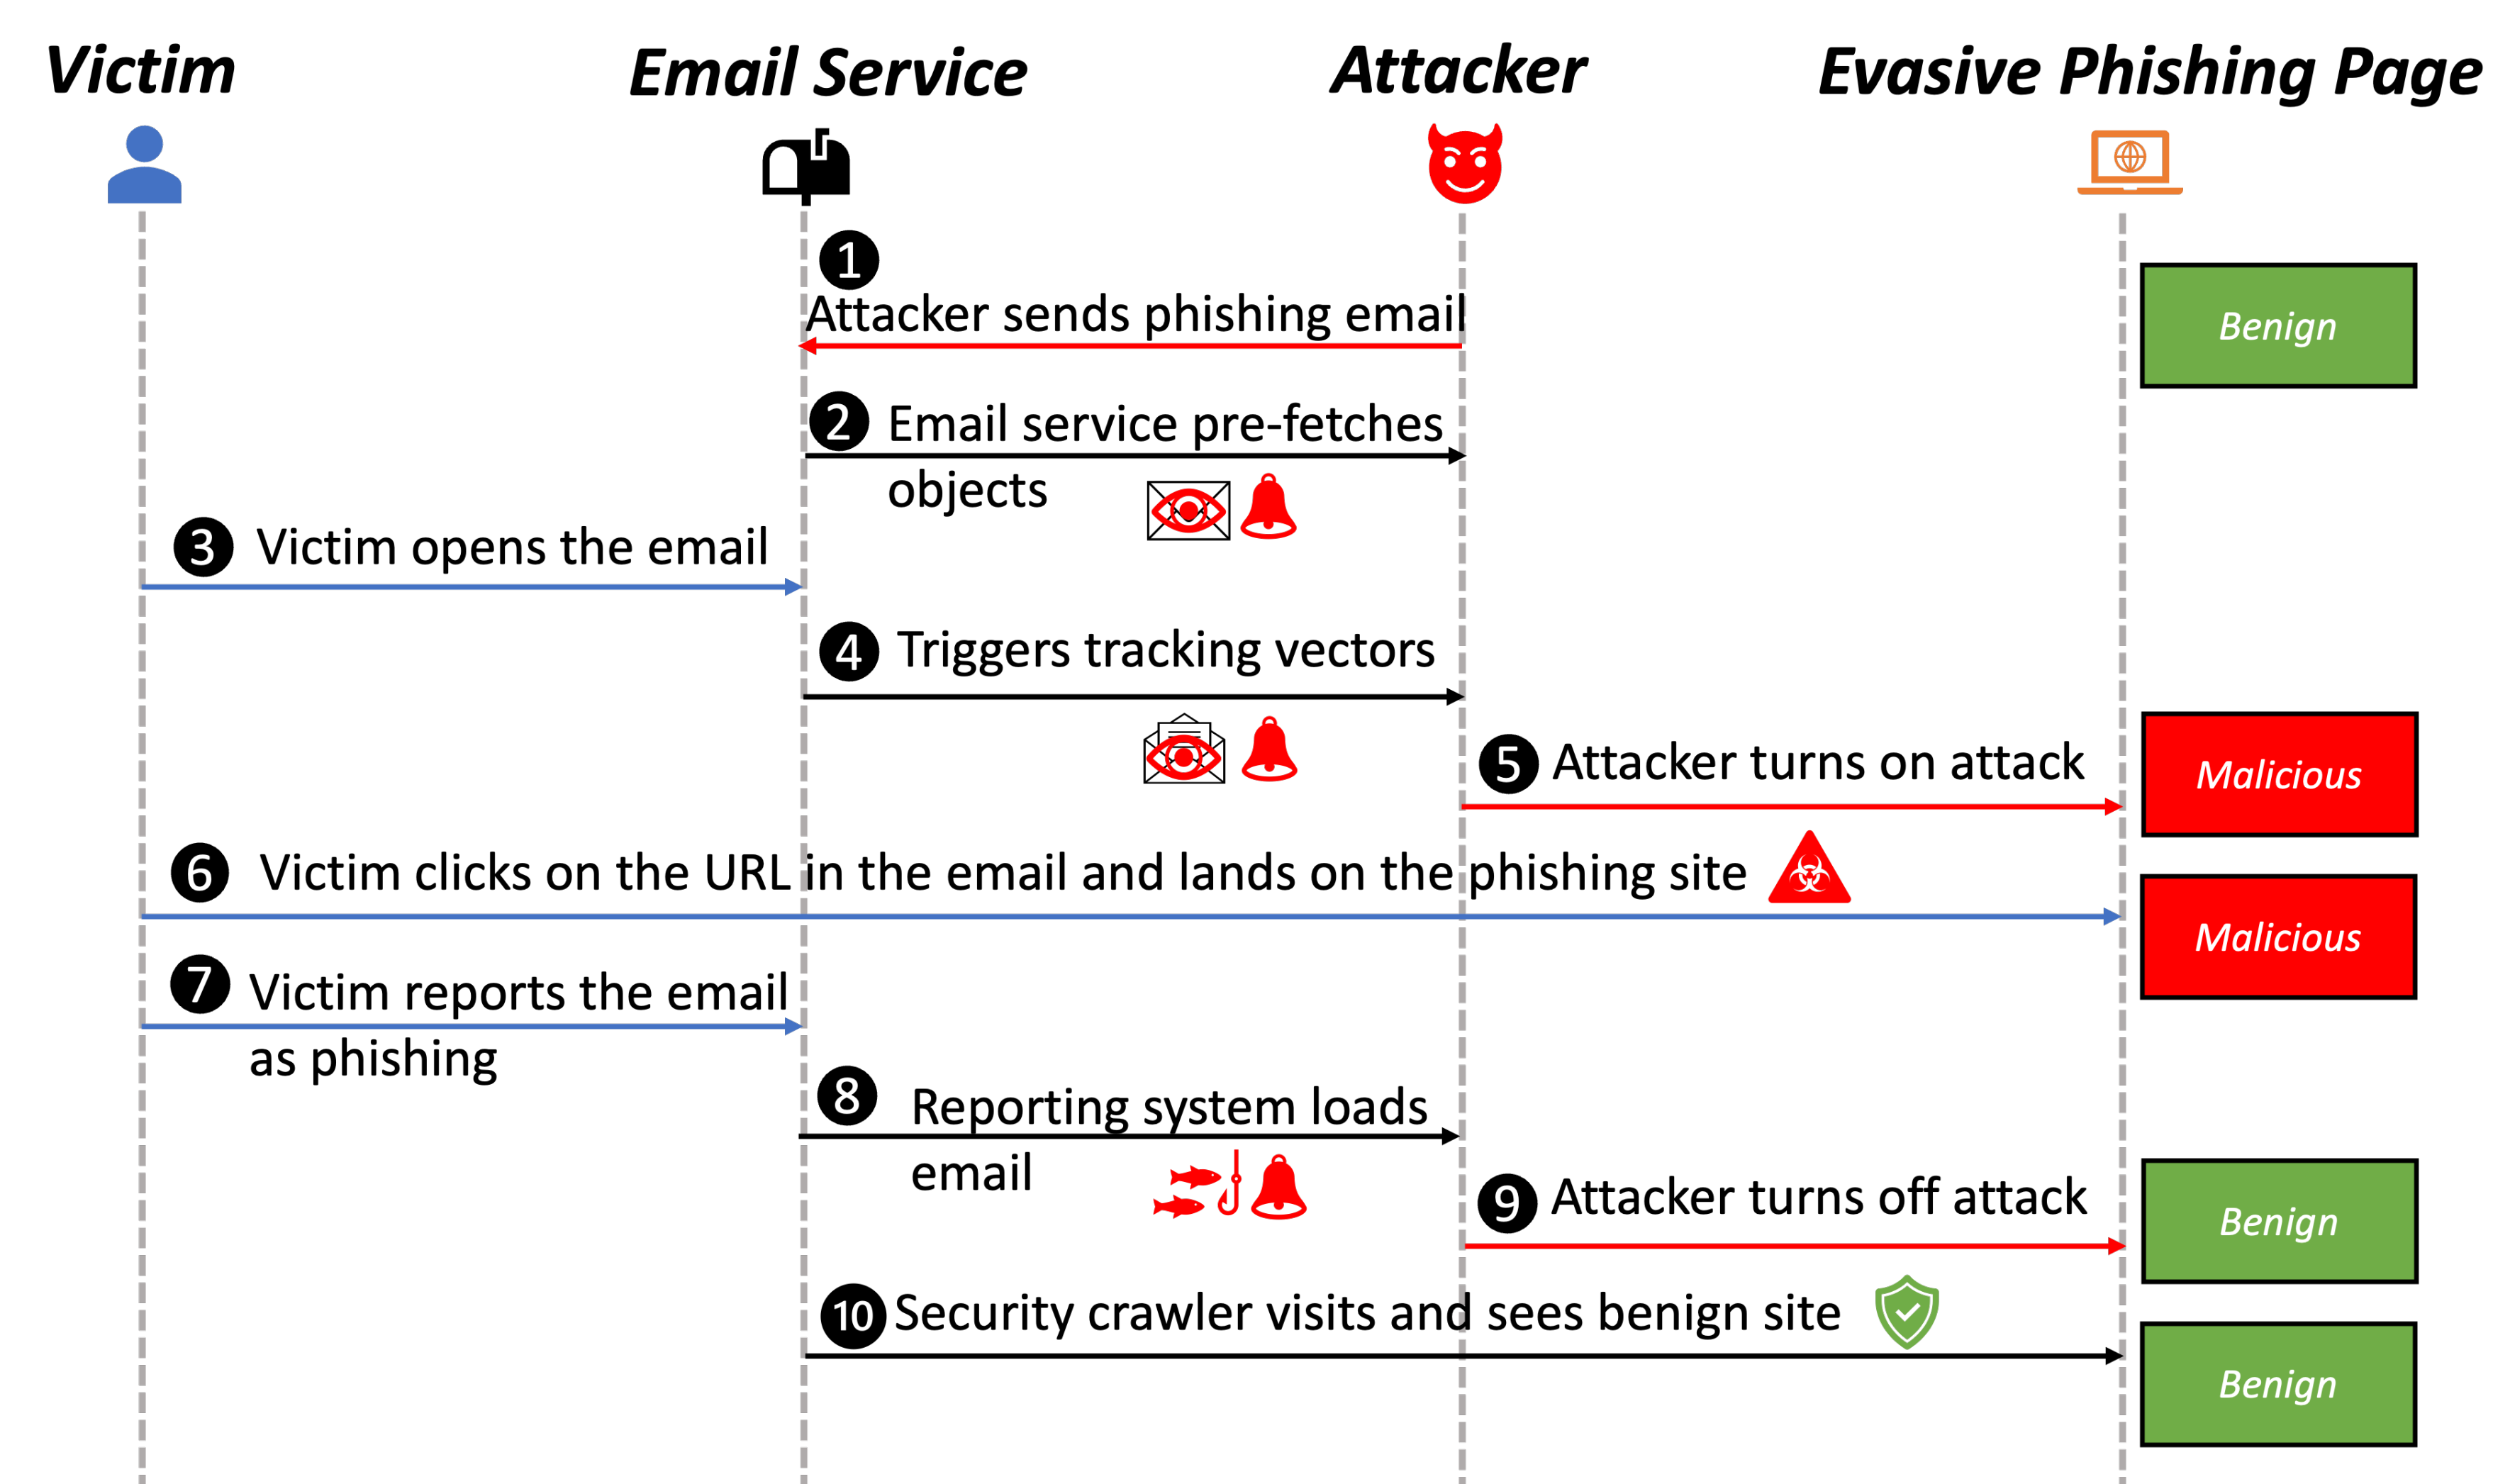 Victim
Email Service
Attacker
Evasive Phishing Page
1
Attacker sends phishing email
Benign
2 Email service pre-fetches
objects
3 Victim opens the email
4 Triggers tracking vectors
5 Attacker turns on attack
Malicious
6 Victim clicks on the URL in the email and lands on the phishing site
Malicious
7 Victim reports the email
as phishing
8 Reporting system loads
email
9 Attacker turns off attack
Benign
10 Security crawler visits and sees benign site
Benign